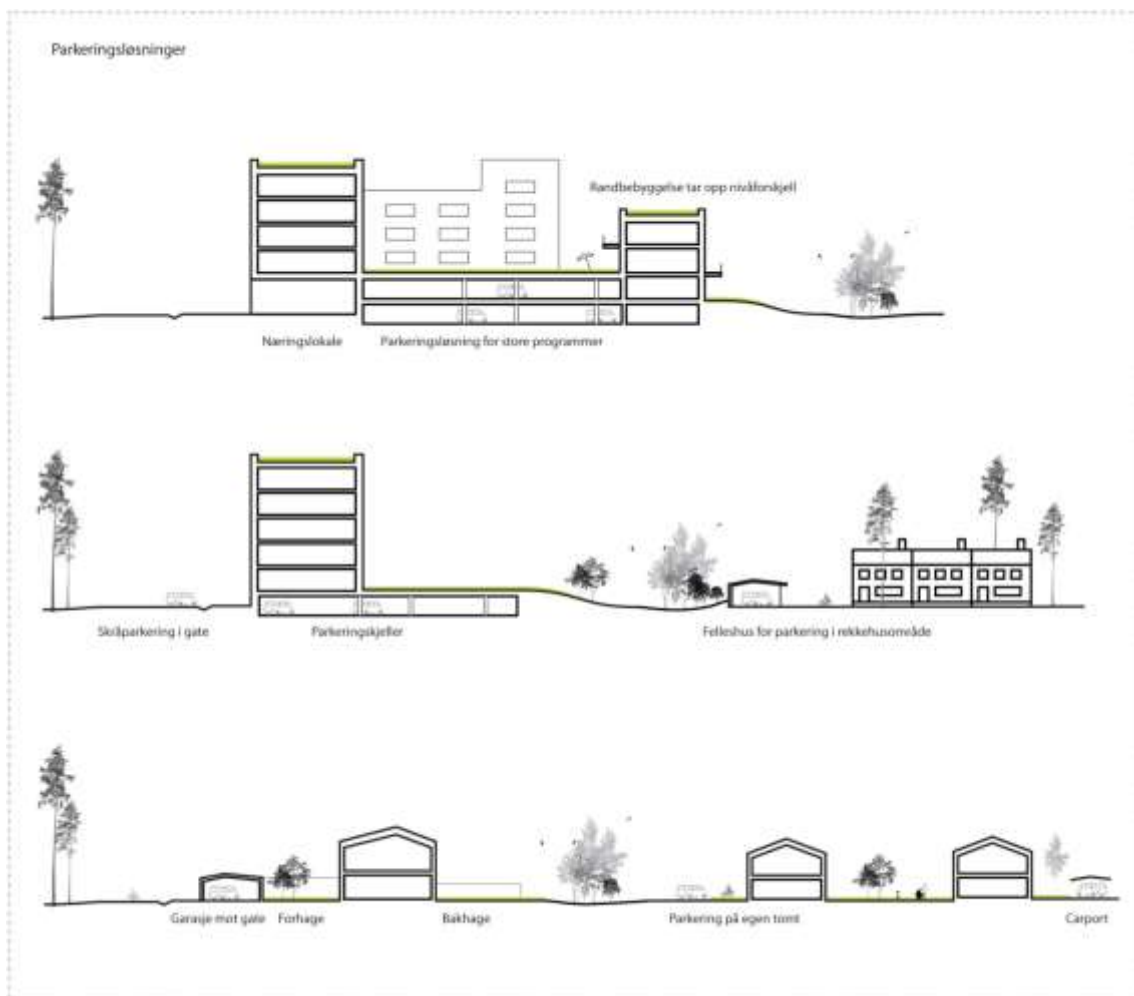 Parkeringsløsninger
Randbebyggelse tar opp nivåforskjell
Næringslokale
Parkeringsløsning for store programmer
Skråparkering i gate
Parkeringskjeller
Felleshus for parkering i rekkehusområde
Garasje mot gate
Forhage
Bakhage
Parkering på egen tomt
Carport